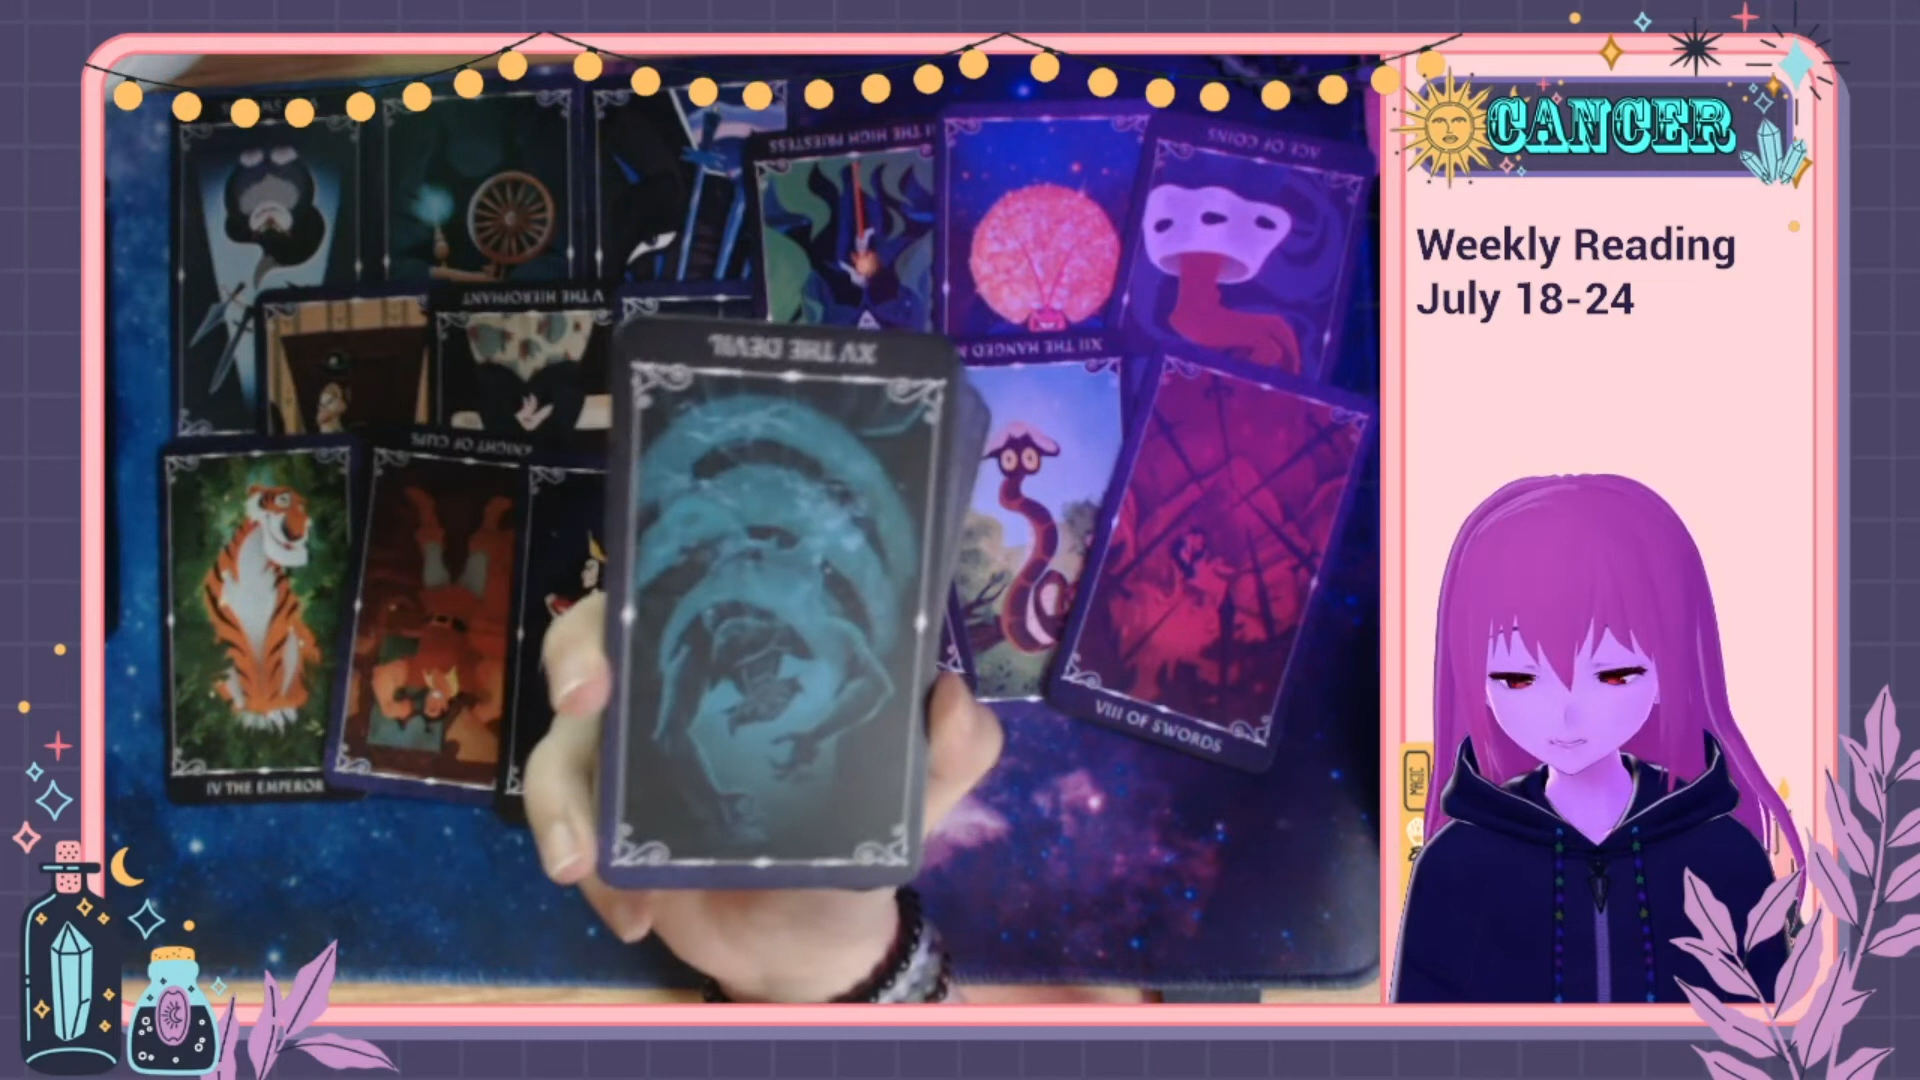 CANCER
Weekly Reading
July 18-24
II THE HIGH PRIESTESS
ACE OF COINS
V THE HIEROPHANT
XV THE DEVIL
XII THE HANGED
KNIGHT OF CUPS
VIII OF SWORDS
IV THE EMPEROR
MAGIC